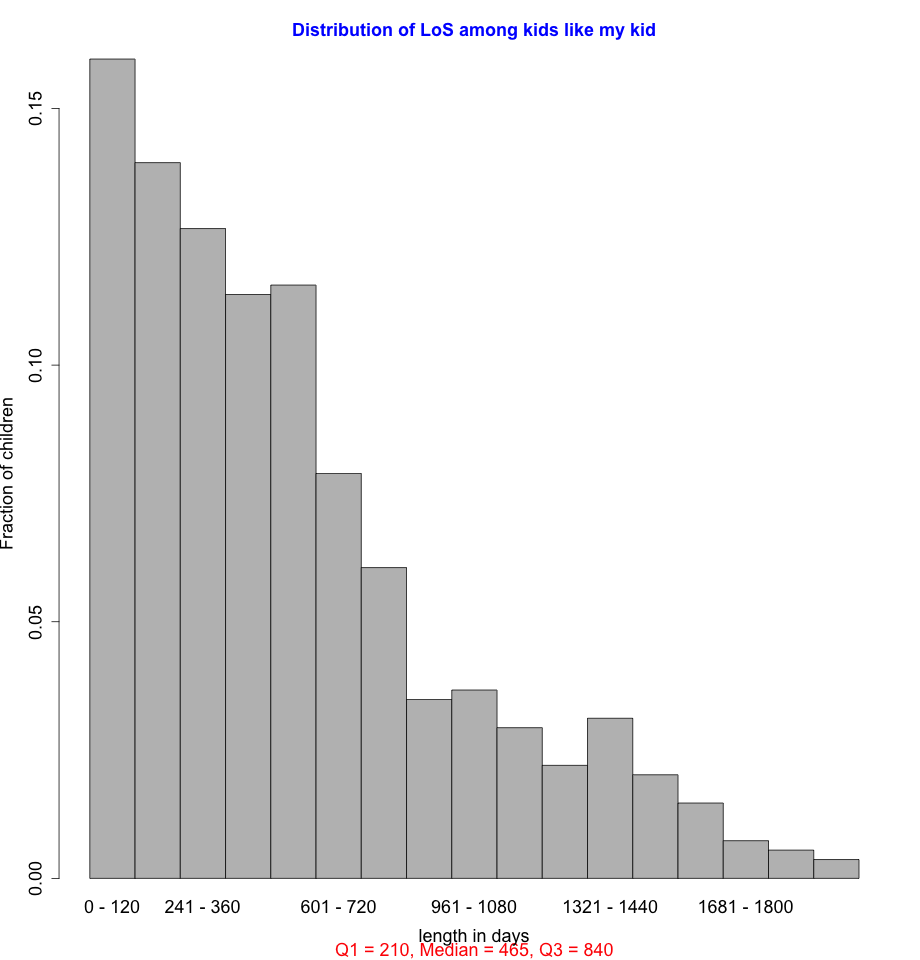 Distribution of LoS among kids like my kid
Fraction of children
0.15
0.10
0.05
0.00
0 - 120
241 - 360
601 - 720
961 - 1080
1321 - 1440
1681 - 1800
length in days
Q1 = 210, Median = 465, Q3 = 840